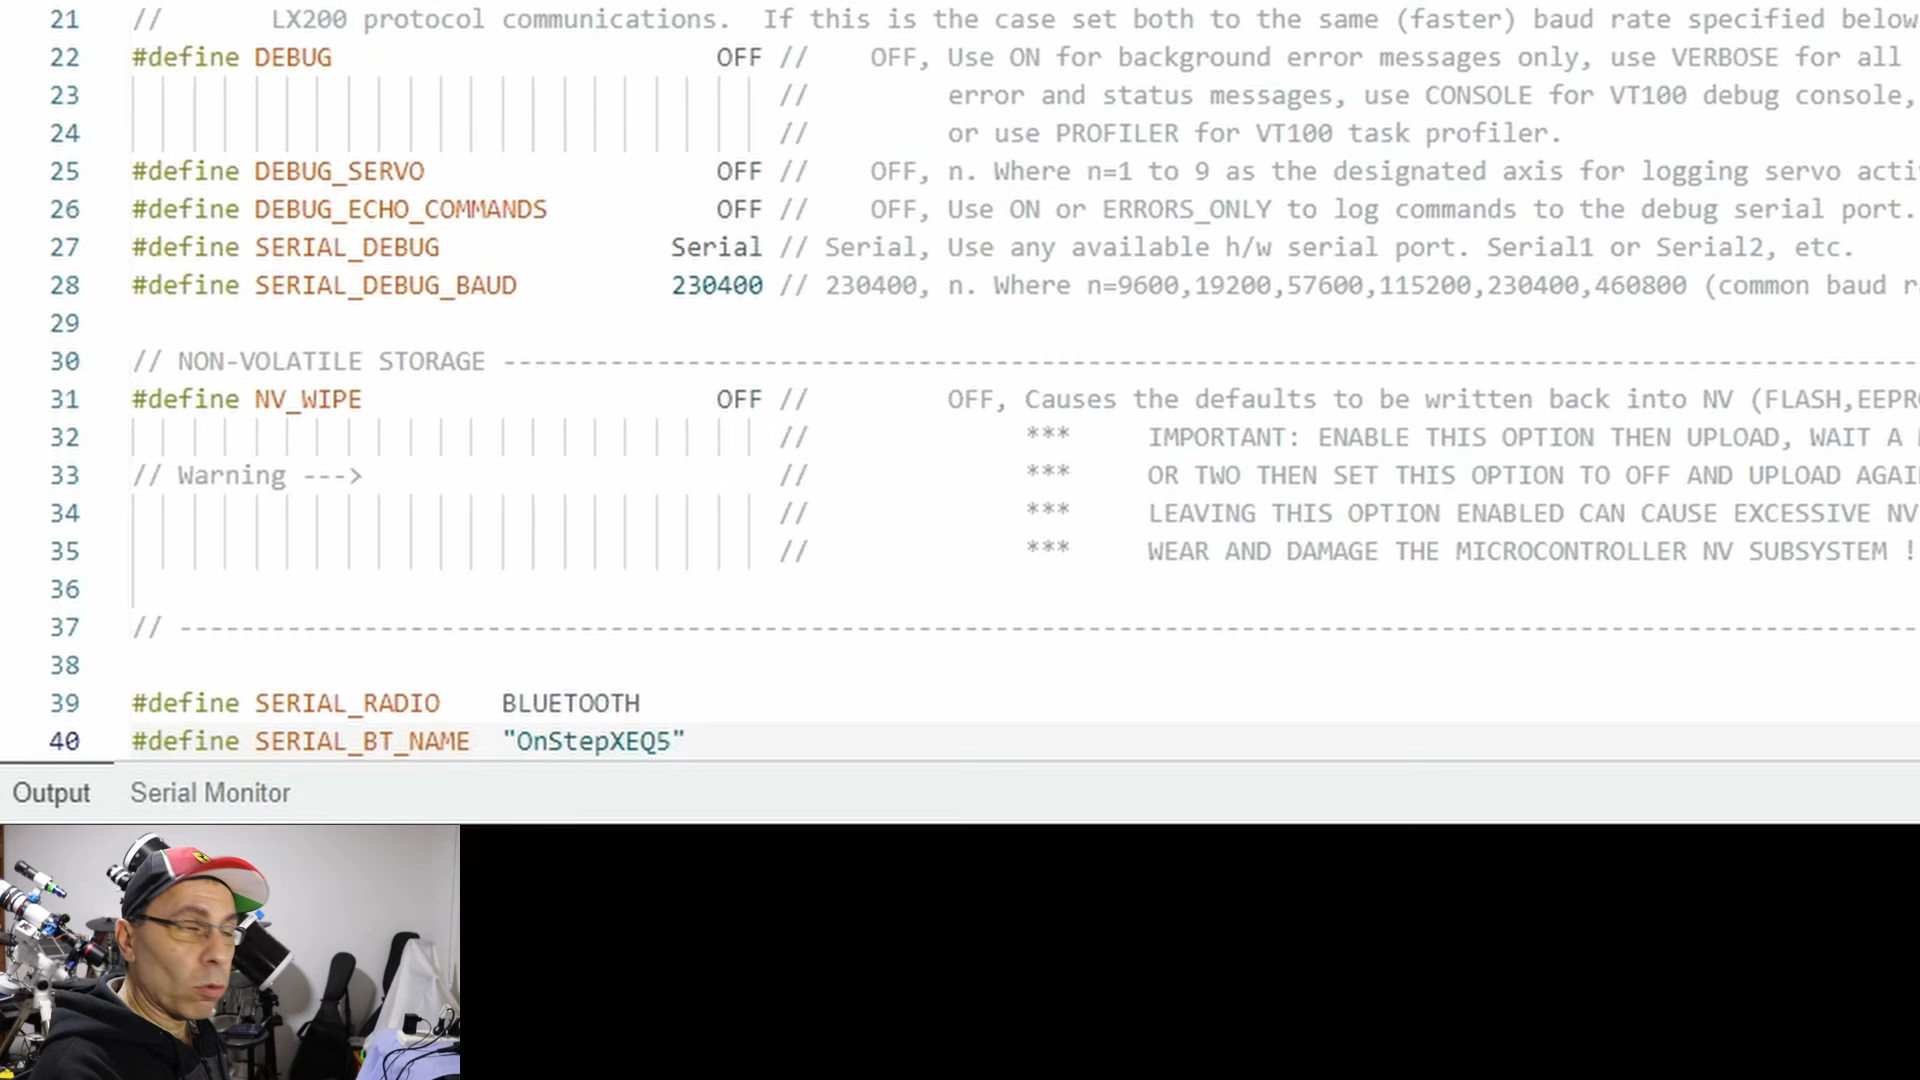 21 // LX200 protocol communications. If this is the case set both to the same (faster) baud rate specified below
22 #define DEBUG OFF // OFF, Use ON for background error messages only, use VERBOSE for all
23 // error and status messages, use CONSOLE for VT100 debug console,
24 // or use PROFILER for VT100 task profiler.
25 #define DEBUG_SERVO OFF // OFF, n. Where n=1 to 9 as the designated axis for logging servo
26 #define DEBUG_ECHO_COMMANDS OFF // OFF, Use ON or ERRORS_ONLY to log commands to the debug serial port.
27 #define SERIAL_DEBUG Serial // Serial, Use any available h/w serial port. Serial1 or Serial2, etc.
28 #define SERIAL_DEBUG_BAUD 230400 // 230400, n. Where n=9600,19200,57600,115200,230400,460800 (common baud
29
30 // NON-VOLATILE STORAGE ---
31 #define NV_WIPE OFF // OFF, Causes the defaults to be written back into NV (FLASH,
32 // *** IMPORTANT: ENABLE THIS OPTION THEN UPLOAD, WAIT A
33 // Warning ---> // *** OR TWO THEN SET THIS OPTION TO OFF AND UPLOAD
34 // *** LEAVING THIS OPTION ENABLED CAN CAUSE EXCESSIVE NV
35 // *** WEAR AND DAMAGE THE MICROCONTROLLER NV SUBSYSTEM !
36
37 // ---
38
39 #define SERIAL_RADIO BLUETOOTH
40 #define SERIAL_BT_NAME "OnStepXEQ5"
Output Serial Monitor